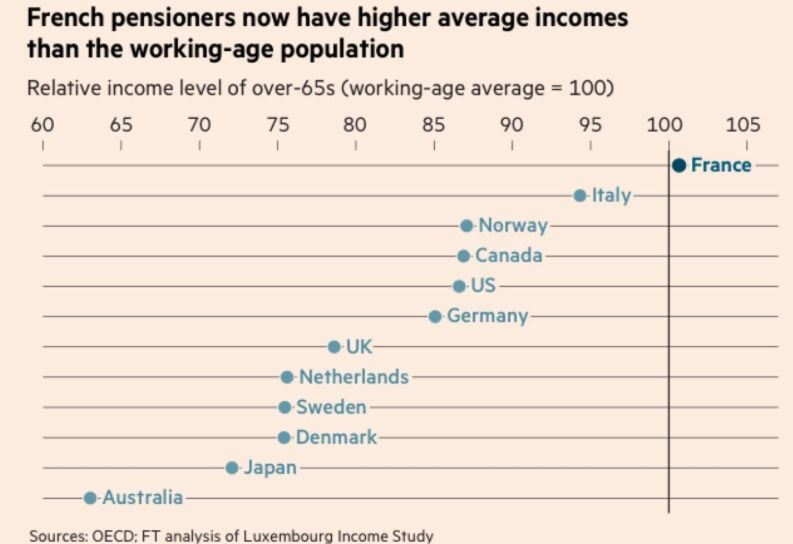 French pensioners now have higher average incomes
than the working-age population
Relative income level of over-65s (working-age average = 100)
60 65 70 75 80 85 90 95 100 105
France
Italy
Norway
Canada
US
Germany
UK
Netherlands
Sweden
Denmark
Japan
Australia
Sources: OECD; FT analysis of Luxembourg Income Study